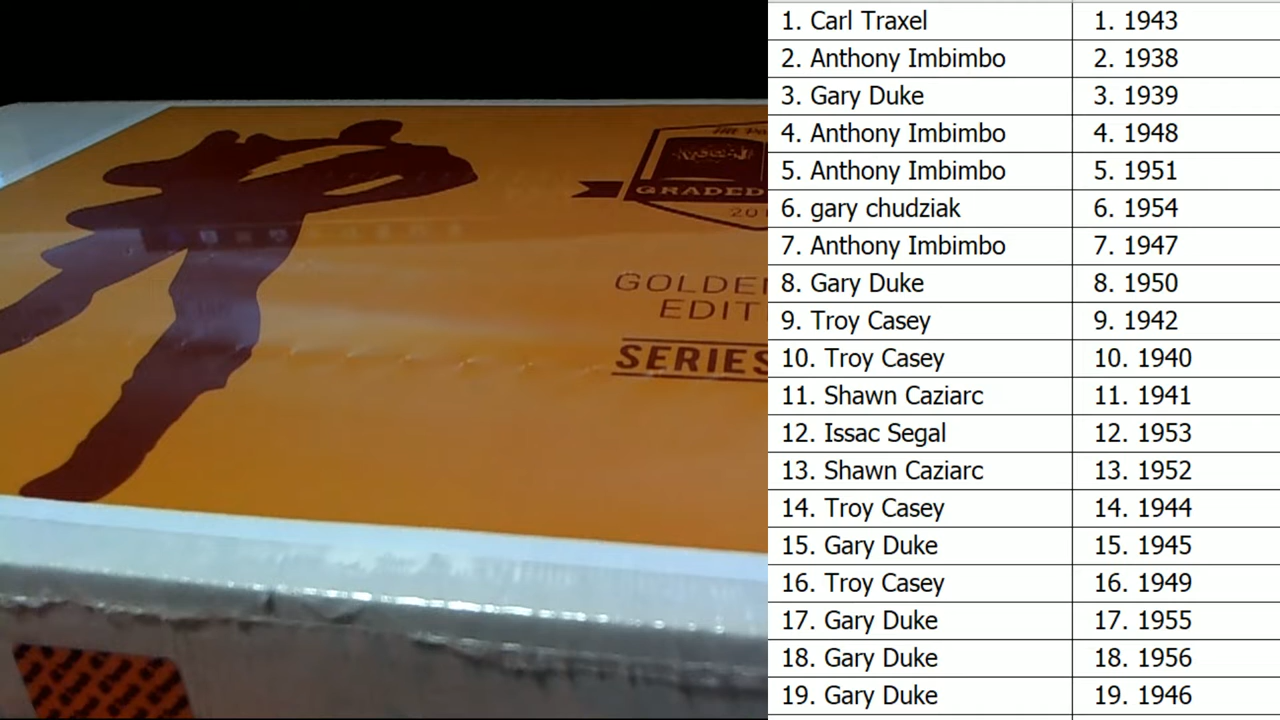 GRADED
201
GOLDEN
EDIT
SERIES
1. Carl Traxel 1. 1943
2. Anthony Imbimbo 2. 1938
3. Gary Duke 3. 1939
4. Anthony Imbimbo 4. 1948
5. Anthony Imbimbo 5. 1951
6. gary chudziak 6. 1954
7. Anthony Imbimbo 7. 1947
8. Gary Duke 8. 1950
9. Troy Casey 9. 1942
10. Troy Casey 10. 1940
11. Shawn Caziarc 11. 1941
12. Issac Segal 12. 1953
13. Shawn Caziarc 13. 1952
14. Troy Casey 14. 1944
15. Gary Duke 15. 1945
16. Troy Casey 16. 1949
17. Gary Duke 17. 1955
18. Gary Duke 18. 1956
19. Gary Duke 19. 1946